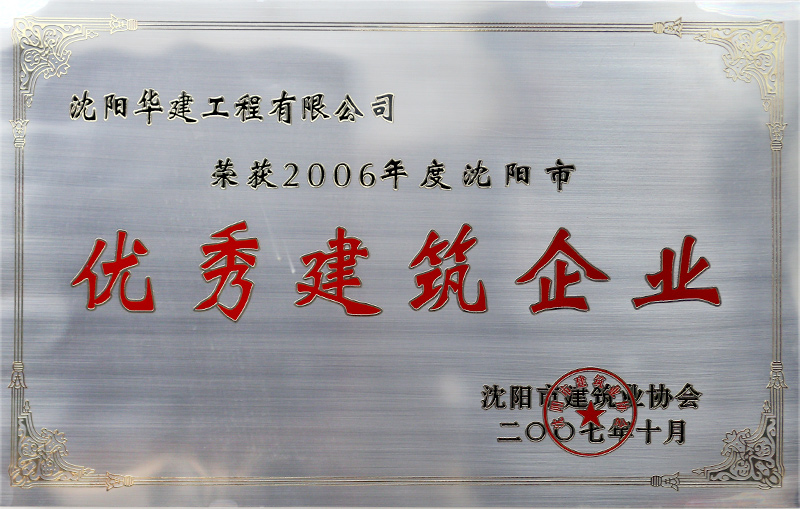 沈阳华建工程有限公司
荣获2006年度沈阳市
优秀建筑企业
沈阳市建筑业协会
二〇〇七年十月